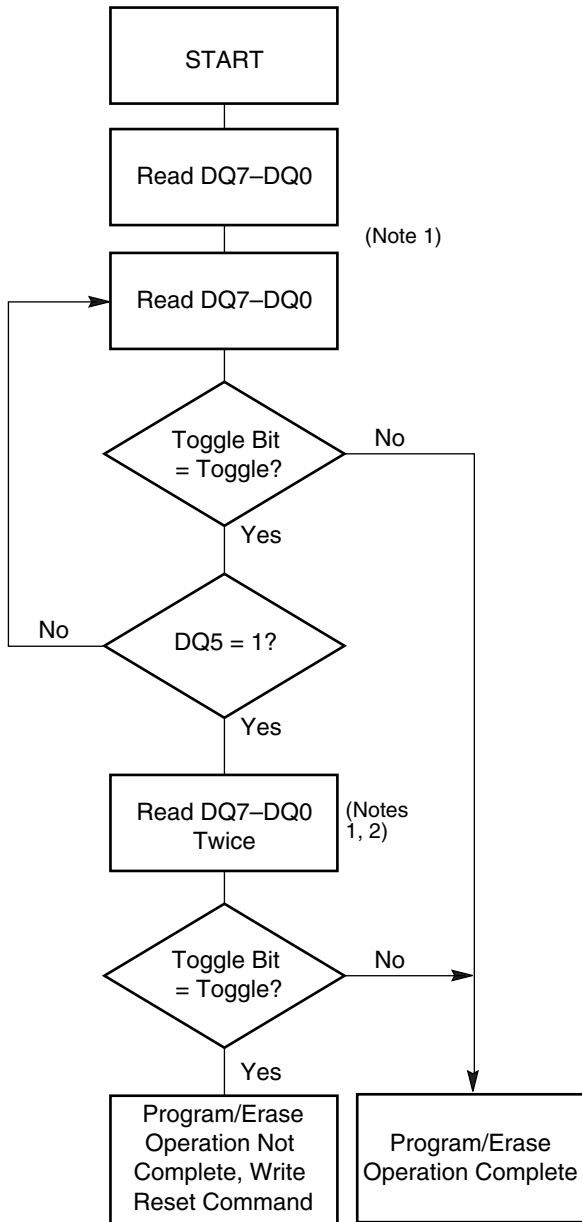 START
Read DQ7–DQ0
(Note 1)
Read DQ7–DQ0
Toggle Bit
= Toggle?
No
Yes
DQ5 = 1?
No
Yes
Read DQ7–DQ0
Twice
(Notes
1, 2)
Toggle Bit
= Toggle?
No
Yes
Program/Erase
Operation Not
Complete, Write
Reset Command
Program/Erase
Operation Complete